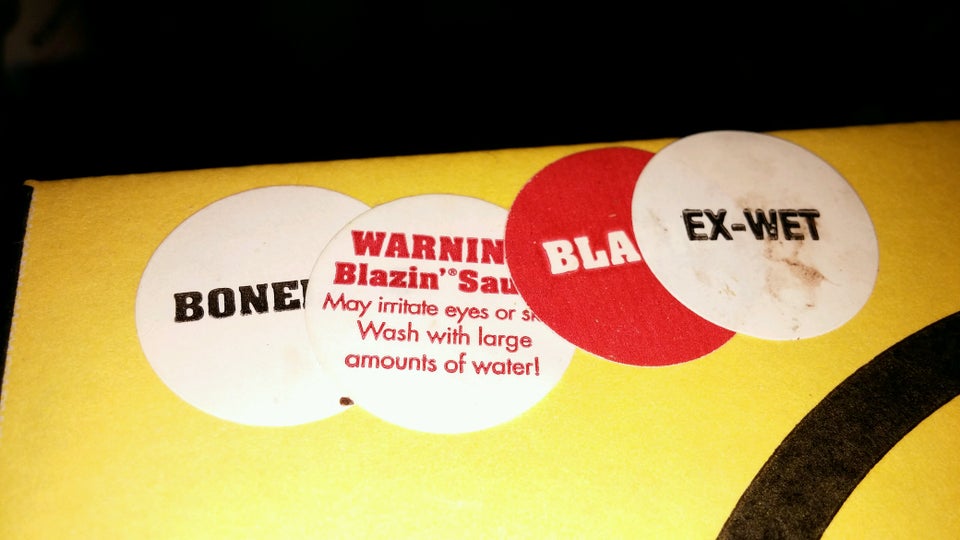 BONE
WARNIN
Blazin'® Sau
May irritate eyes or s
Wash with large
amounts of water!
BLA
EX-WET